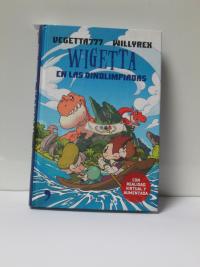 VEGETTA777 WILLYREX
WIGETTA
EN LAS DINOLIMPIADAS
CON
REALIDAD
VIRTUAL Y
AUMENTADA